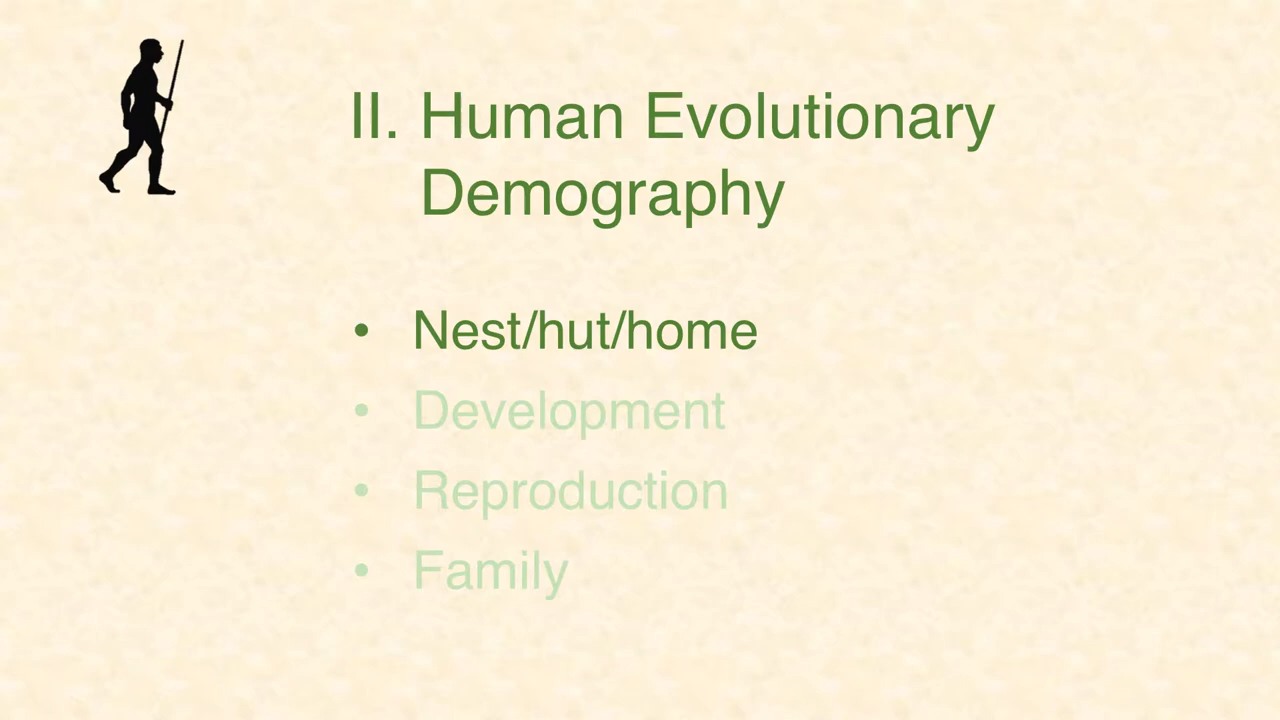 II. Human Evolutionary
Demography
• Nest/hut/home
• Development
• Reproduction
• Family